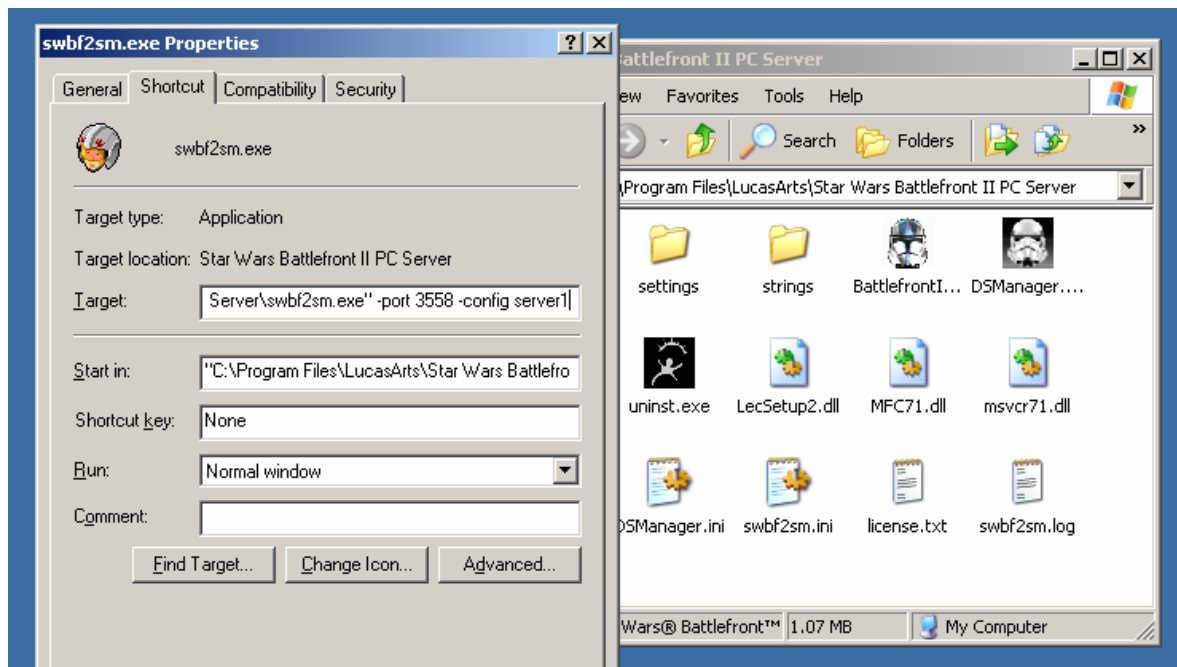 swbf2sm.exe Properties
General Shortcut Compatibility Security
swbf2sm.exe
Target type: Application
Target location: Star Wars Battlefront II PC Server
Target: Server\swbf2sm.exe" -port 3558 -config server1
Start in: "C:\Program Files\LucasArts\Star Wars Battlefro
Shortcut key: None
Run: Normal window
Comment:
Find Target... Change Icon... Advanced...
attlefront II PC Server
ew Favorites Tools Help
Search Folders »
\Program Files\LucasArts\Star Wars Battlefront II PC Server
settings strings BattlefrontI... DSManager....
uninst.exe LecSetup2.dll MFC71.dll msvcr71.dll
DSManager.ini swbf2sm.ini license.txt swbf2sm.log
Wars® Battlefront™ 1.07 MB My Computer